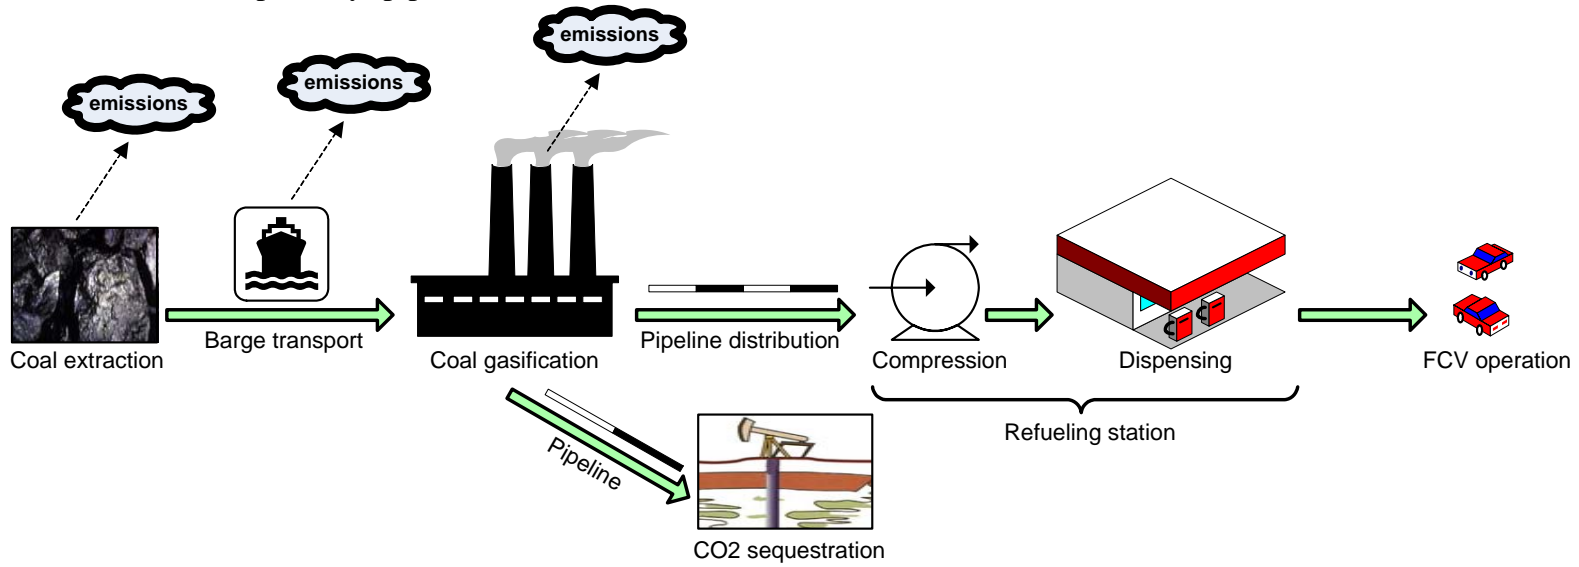 emissions
emissions
emissions
Coal extraction
Barge transport
Coal gasification
Pipeline distribution
Compression
Dispensing
FCV operation
Refueling station
Pipeline
CO2 sequestration